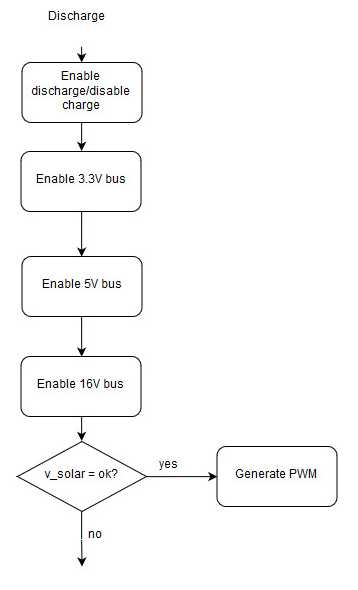 Discharge
Enable
discharge/disable
charge
Enable 3.3V bus
Enable 5V bus
Enable 16V bus
v_solar = ok?
yes
Generate PWM
no